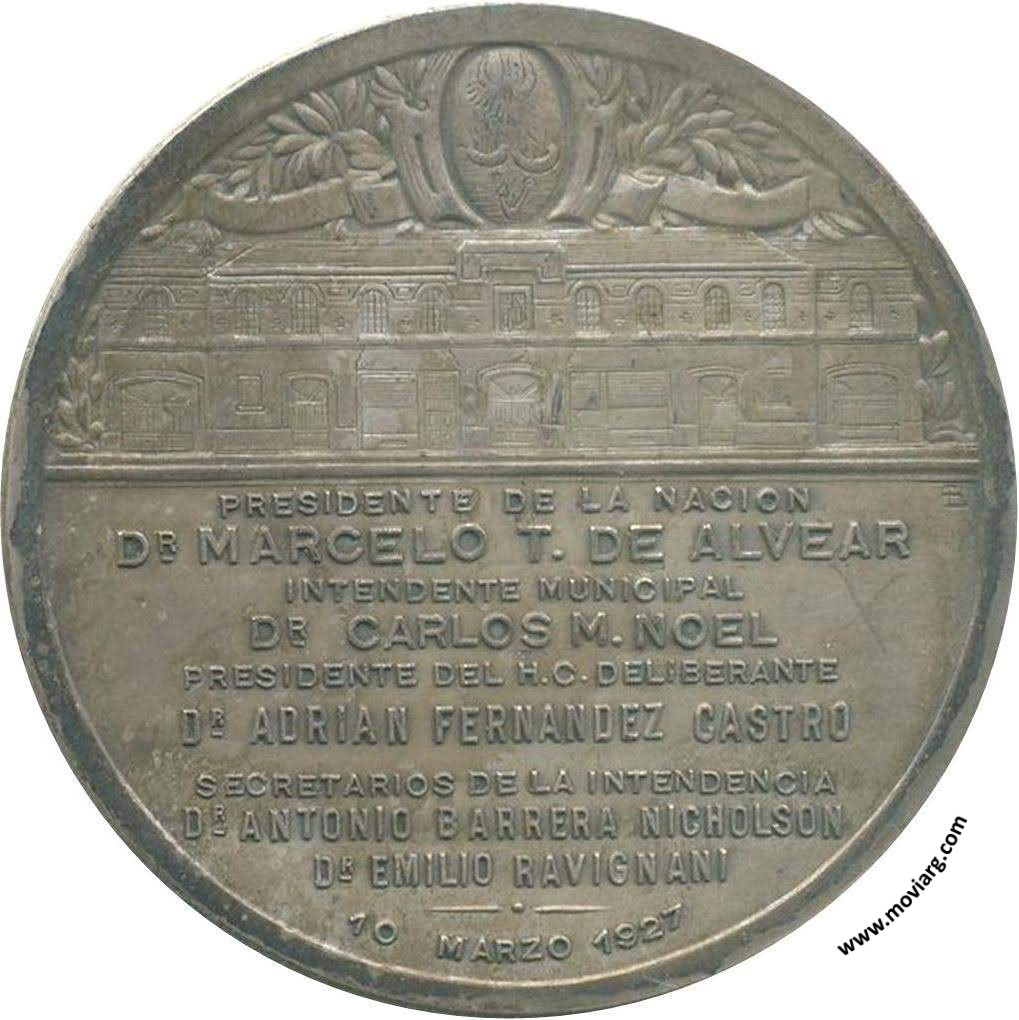 PRESIDENTE DE LA NACION
DR MARCELO T. DE ALVEAR
INTENDENTE MUNICIPAL
DR CARLOS M. NOEL
PRESIDENTE DEL H.C. DELIBERANTE
DR ADRIAN FERNANDEZ CASTRO
SECRETARIOS DE LA INTENDENCIA
DR ANTONIO BARRERA NICHOLSON
DR EMILIO RAVIGNANI
10 MARZO 1927
www.moviarg.com